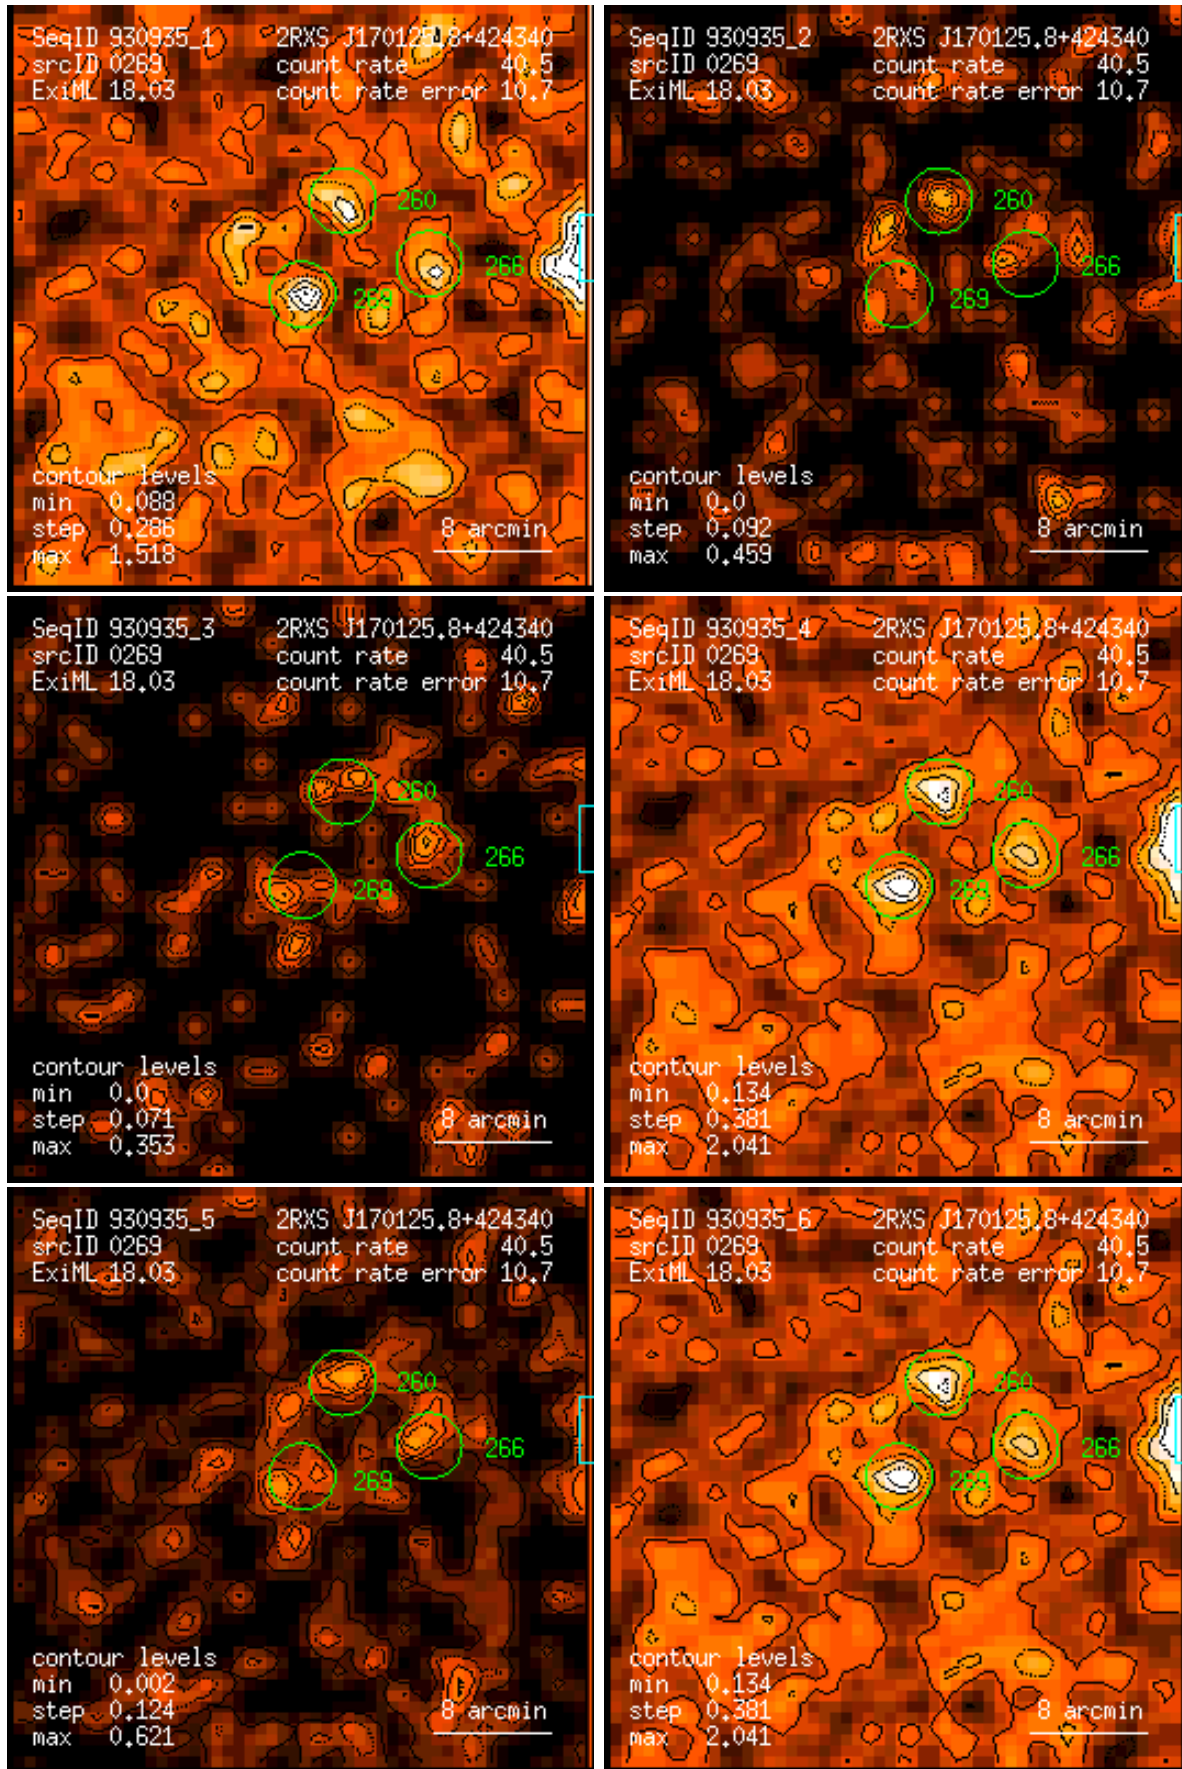 SeqID 930935_1 2RXS J170125.8+424340
srcID 0269 count rate 40.5
ExiML 18.03 count rate error 10.7
260
266
269
contour levels
min 0.088
step 0.286 8 arcmin
max 1.518
SeqID 930935_2 2RXS J170125.8+424340
srcID 0269 count rate 40.5
ExiML 18.03 count rate error 10.7
260
266
269
contour levels
min 0.0
step 0.092 8 arcmin
max 0.459
SeqID 930935_3 2RXS J170125.8+424340
srcID 0269 count rate 40.5
ExiML 18.03 count rate error 10.7
260
266
269
contour levels
min 0.0
step 0.071 8 arcmin
max 0.353
SeqID 930935_4 2RXS J170125.8+424340
srcID 0269 count rate 40.5
ExiML 18.03 count rate error 10.7
260
266
269
contour levels
min 0.134
step 0.381 8 arcmin
max 2.041
SeqID 930935_5 2RXS J170125.8+424340
srcID 0269 count rate 40.5
ExiML 18.03 count rate error 10.7
260
266
269
contour levels
min 0.002
step 0.124 8 arcmin
max 0.621
SeqID 930935_6 2RXS J170125.8+424340
srcID 0269 count rate 40.5
ExiML 18.03 count rate error 10.7
260
266
269
contour levels
min 0.134
step 0.381 8 arcmin
max 2.041